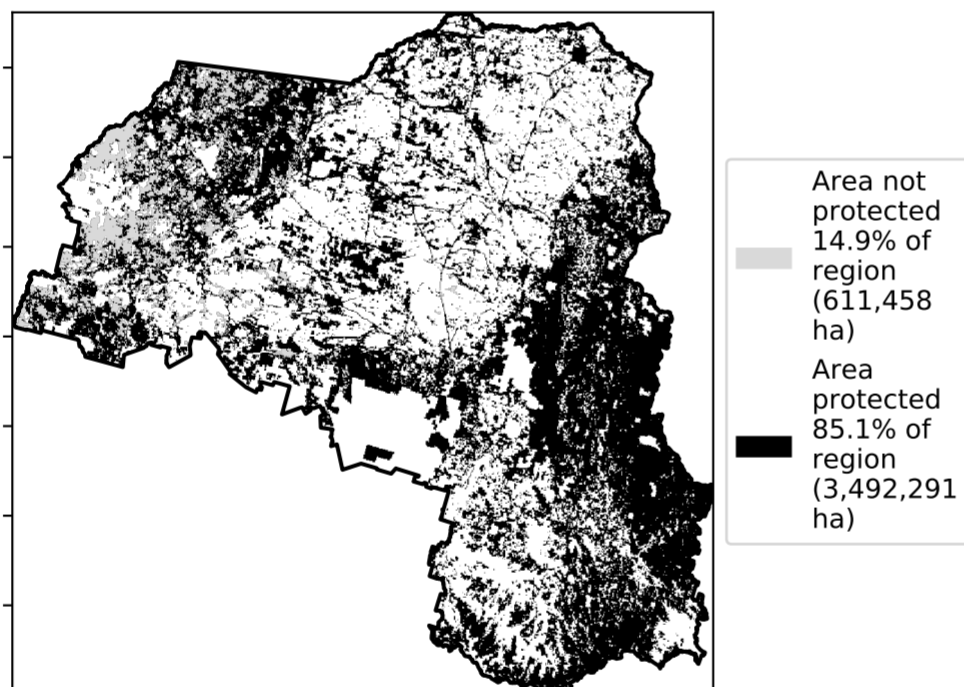 Area not
protected
14.9% of
region
(611,458
ha)
Area
protected
85.1% of
region
(3,492,291
ha)